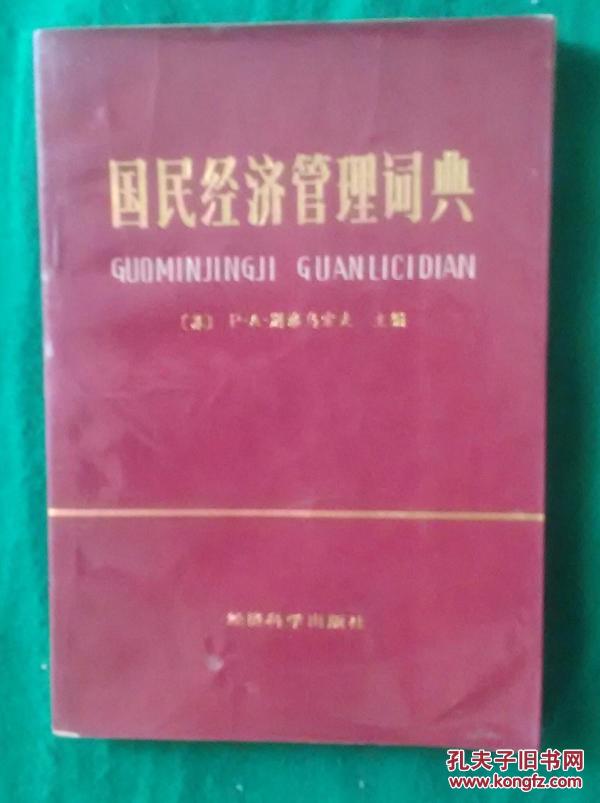 国民经济管理词典
GUOMINJINGJI GUANLICIDIAN
〔苏〕 P·A· 主编
经济科学出版社
孔夫子旧书网
www.kongfz.com